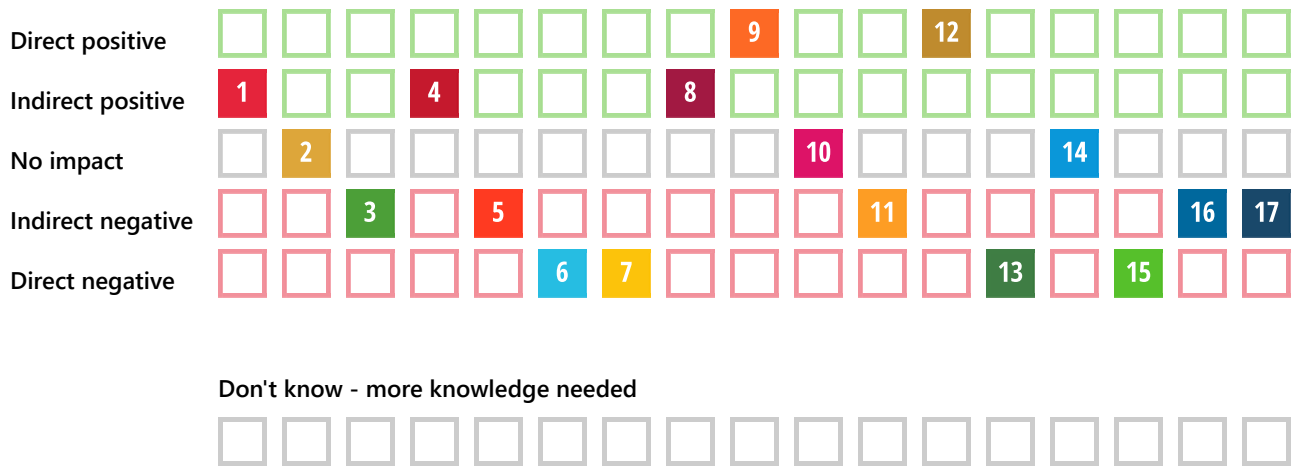 Direct positive 9 12
Indirect positive 1 4 8
No impact 2 10 14
Indirect negative 3 5 11 16 17
Direct negative 6 7 13 15
Don't know - more knowledge needed